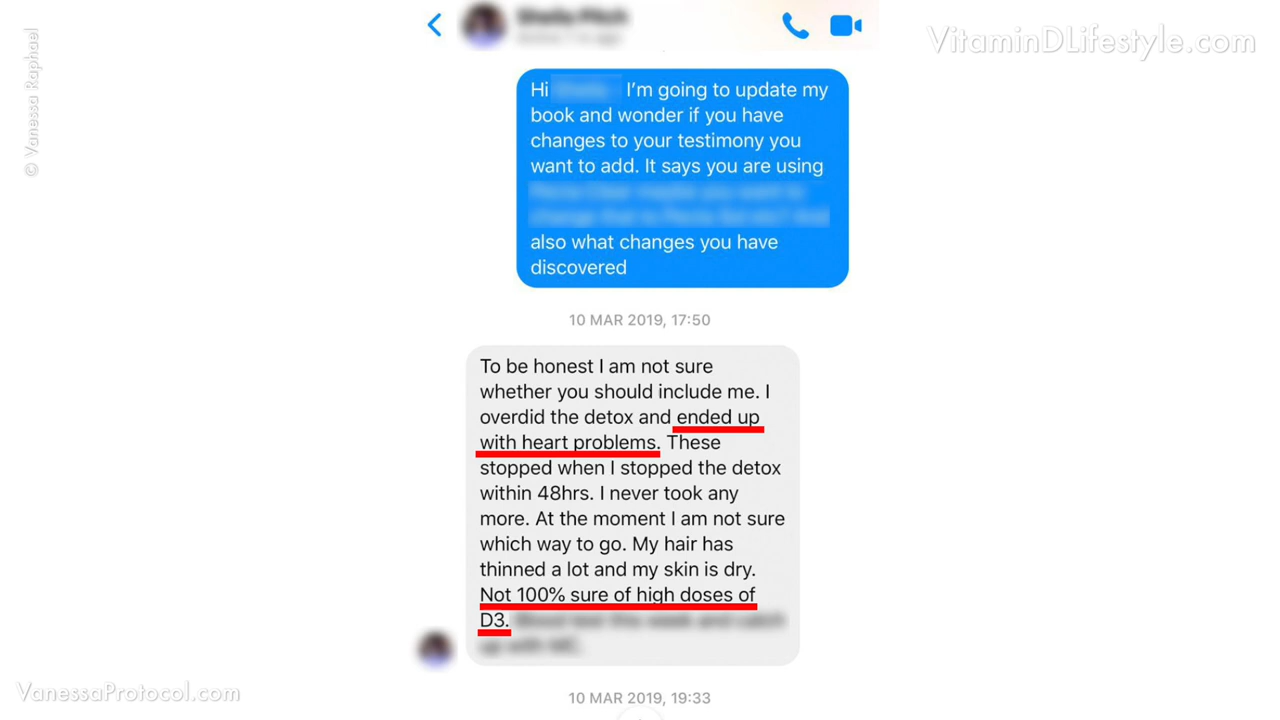 VitaminDLifestyle.com
© Vanessa Raphael
Hi I'm going to update my
book and wonder if you have
changes to your testimony you
want to add. It says you are using
also what changes you have
discovered
10 MAR 2019, 17:50
To be honest I am not sure
whether you should include me. I
overdid the detox and ended up
with heart problems. These
stopped when I stopped the detox
within 48hrs. I never took any
more. At the moment I am not sure
which way to go. My hair has
thinned a lot and my skin is dry.
Not 100% sure of high doses of
D3.
VanessaProtocol.com
10 MAR 2019, 19:33